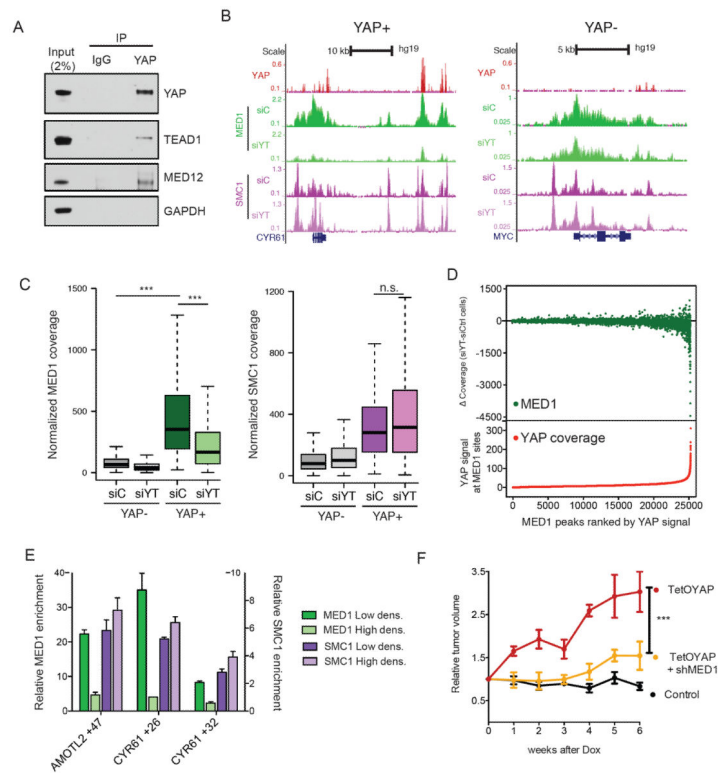 A
IP
Input
(2%)
IgG
YAP
YAP
TEAD1
MED12
GAPDH
B
YAP+
Scale
10 kb
hg19
0.6
YAP
0.1
2.2
siC
MED1
0.1
2.2
siYT
0.1
1.3
siC
SMC1
0.1
1.3
siYT
0.1
CYR61
YAP-
Scale
5 kb
hg19
0.6
YAP
0.1
1
siC
0.025
1
siYT
0.025
1
siC
0.025
1
siYT
0.025
MYC
C
Normalized MED1 coverage
1500
1000
500
0
***
***
siC siYT siC siYT
YAP- YAP+
Normalized SMC1 coverage
1200
800
400
0
n.s.
siC siYT siC siYT
YAP- YAP+
D
Δ Coverage (siYT-siCtrl cells)
1500
0
-1500
-3000
-4500
MED1
YAP signal
at MED1 sites
300
200
100
0
YAP coverage
0 5000 10000 15000 20000 25000
MED1 peaks ranked by YAP signal
E
Relative MED1 enrichment
40
30
20
10
0
10
8
6
4
2
0
Relative SMC1 enrichment
MED1 Low dens.
MED1 High dens.
SMC1 Low dens.
SMC1 High dens.
AMOTL2 +47
CYR61 +26
CYR61 +32
F
Relative tumor volume
3.5
2.5
1.5
0.5
0 1 2 3 4 5 6
weeks after Dox
TetOYAP
***
TetOYAP
+ shMED1
Control